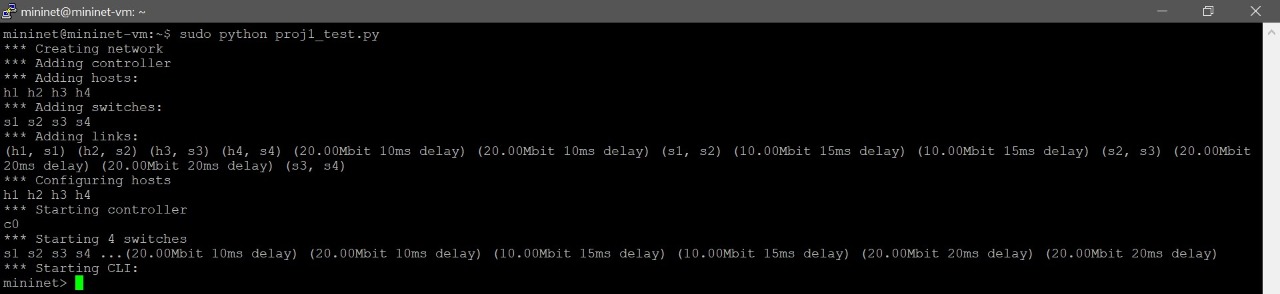 mininet@mininet-vm: ~
mininet@mininet-vm:~$ sudo python proj1_test.py
*** Creating network
*** Adding controller
*** Adding hosts:
h1 h2 h3 h4
*** Adding switches:
s1 s2 s3 s4
*** Adding links:
(h1, s1) (h2, s2) (h3, s3) (h4, s4) (20.00Mbit 10ms delay) (20.00Mbit 10ms delay) (s1, s2) (10.00Mbit 15ms delay) (10.00Mbit 15ms delay) (s2, s3) (20.00Mbit
20ms delay) (20.00Mbit 20ms delay) (s3, s4)
*** Configuring hosts
h1 h2 h3 h4
*** Starting controller
c0
*** Starting 4 switches
s1 s2 s3 s4 ...(20.00Mbit 10ms delay) (20.00Mbit 10ms delay) (10.00Mbit 15ms delay) (10.00Mbit 15ms delay) (20.00Mbit 20ms delay) (20.00Mbit 20ms delay)
*** Starting CLI:
mininet>